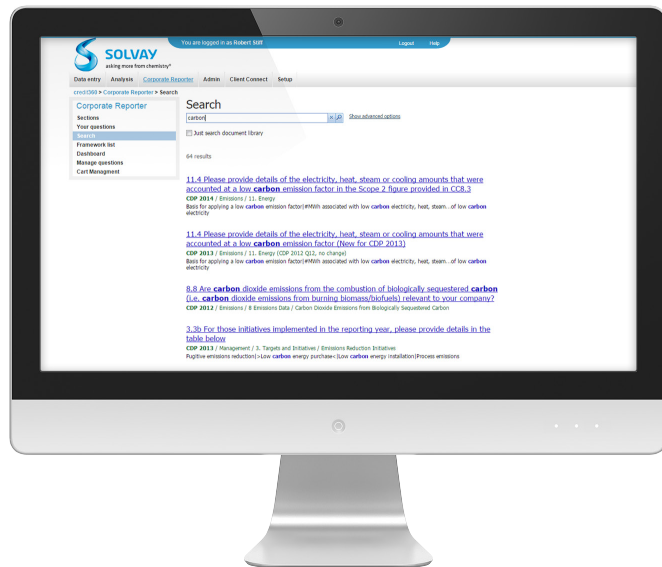 SOLVAY
asking more from chemistry®
You are logged in as Robert Stiff
Logout Help
Data entry Analysis Corporate Reporter Admin Client Connect Setup
credit360 > Corporate Reporter > Search
Corporate Reporter
Sections
Your questions
Search
Framework list
Dashboard
Manage questions
Cart Managment
Search
carbon
Show advanced options
Just search document library
64 results
11.4 Please provide details of the electricity, heat, steam or cooling amounts that were
accounted at a low carbon emission factor in the Scope 2 figure provided in CC8.3
CDP 2014 / Emissions / 11. Energy
Basis for applying a low carbon emission factor|#MWh associated with low carbon electricity, heat, steam...of low carbon
electricity
11.4 Please provide details of the electricity, heat, steam or cooling amounts that were
accounted at a low carbon emission factor (New for CDP 2013)
CDP 2013 / Emissions / 11. Energy (CDP 2012 QI2, no change)
Basis for applying a low carbon emission factor|#MWh associated with low carbon electricity, heat, steam...of low carbon
electricity
8.8 Are carbon dioxide emissions from the combustion of biologically sequestered carbon
(i.e. carbon dioxide emissions from burning biomass/biofuels) relevant to your company?
CDP 2012 / Emissions / 8 Emissions Data / Carbon Dioxide Emissions from Biologically Sequestered Carbon
3.3b For those initiatives implemented in the reporting year, please provide details in the
table below
CDP 2013 / Management / 3. Targets and Initiatives / Emissions Reduction Initiatives
Fugitive emissions reduction|>Low carbon energy purchase<|Low carbon energy installation|Process emissions